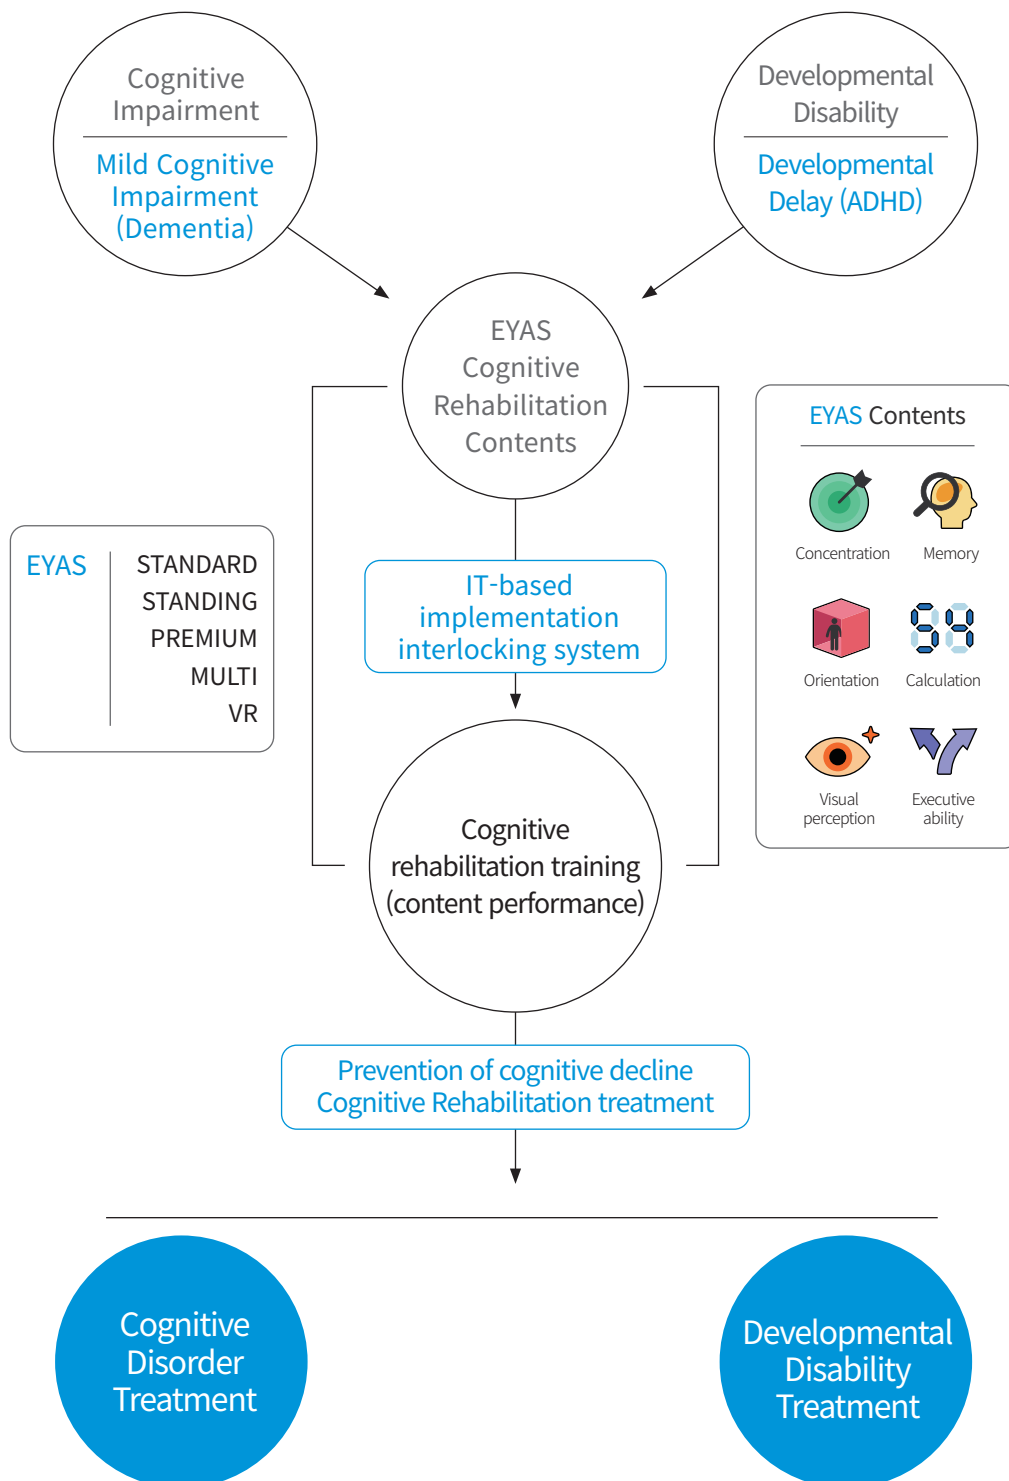 Cognitive
Impairment
Mild Cognitive
Impairment
(Dementia)
Developmental
Disability
Developmental
Delay (ADHD)
EYAS
Cognitive
Rehabilitation
Contents
EYAS Contents
Concentration
Memory
Orientation
54
Calculation
Visual
perception
Executive
ability
EYAS
STANDARD
STANDING
PREMIUM
MULTI
VR
IT-based
implementation
interlocking system
Cognitive
rehabilitation training
(content performance)
Prevention of cognitive decline
Cognitive Rehabilitation treatment
Cognitive
Disorder
Treatment
Developmental
Disability
Treatment